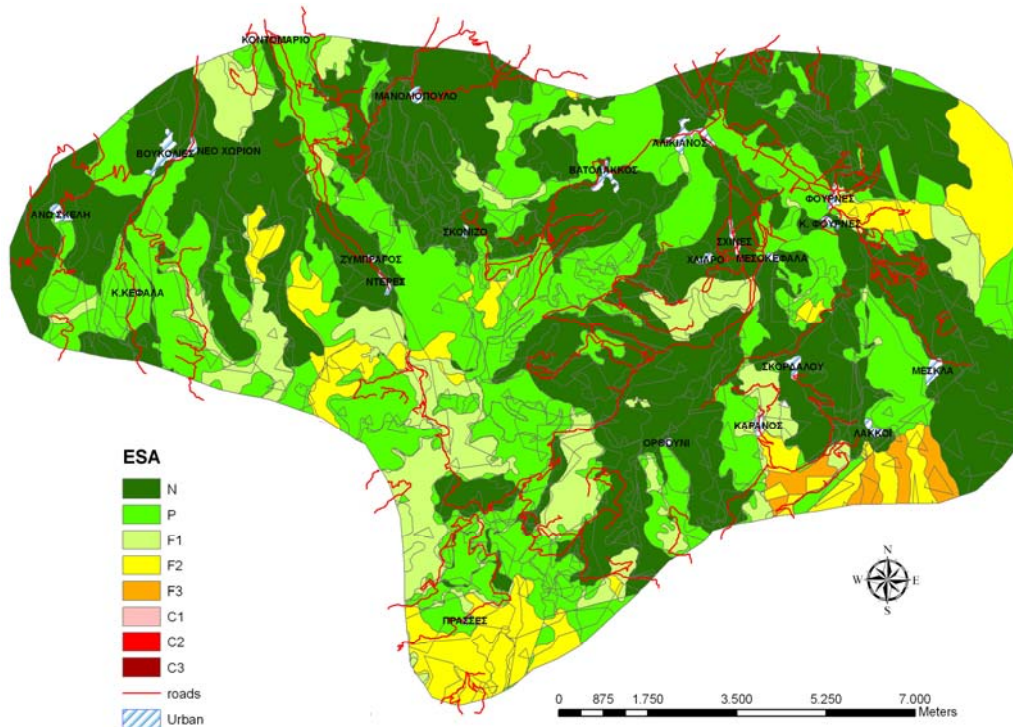 ΚΟΝΤΟΜΑΡΙΟ
ΜΑΝΟΛΙΟΠΟΥΛΟ
ΑΛΙΚΙΑΝΟΣ
ΒΟΥΚΟΛΙΕΣ
ΝΕΟ ΧΩΡΙΟΝ
ΒΑΤΟΛΑΚΚΟΣ
ΦΟΥΡΝΕΣ
ΑΝΩ ΣΚΕΛΗ
Κ. ΦΟΥΡΝΕΣ
ΣΚΟΝΙΖΟ
ΣΧΙΝΕΣ
ΖΥΜΠΡΑΓΟΣ
ΧΛΙΑΡΟ
ΜΕΣΟΚΕΦΑΛΑ
ΝΤΕΡΕΣ
Κ.ΚΕΦΑΛΑ
ΣΚΟΡΔΑΛΟΥ
ΜΕΣΚΛΑ
ΚΑΡΑΝΟΣ
ΛΑΚΚΟΙ
ΟΡΘΟΥΝΙ
ΠΡΑΣΣΕΣ
ESA
N
P
F1
F2
F3
C1
C2
C3
roads
Urban
N
W E
S
0 875 1.750 3.500 5.250 7.000
Meters